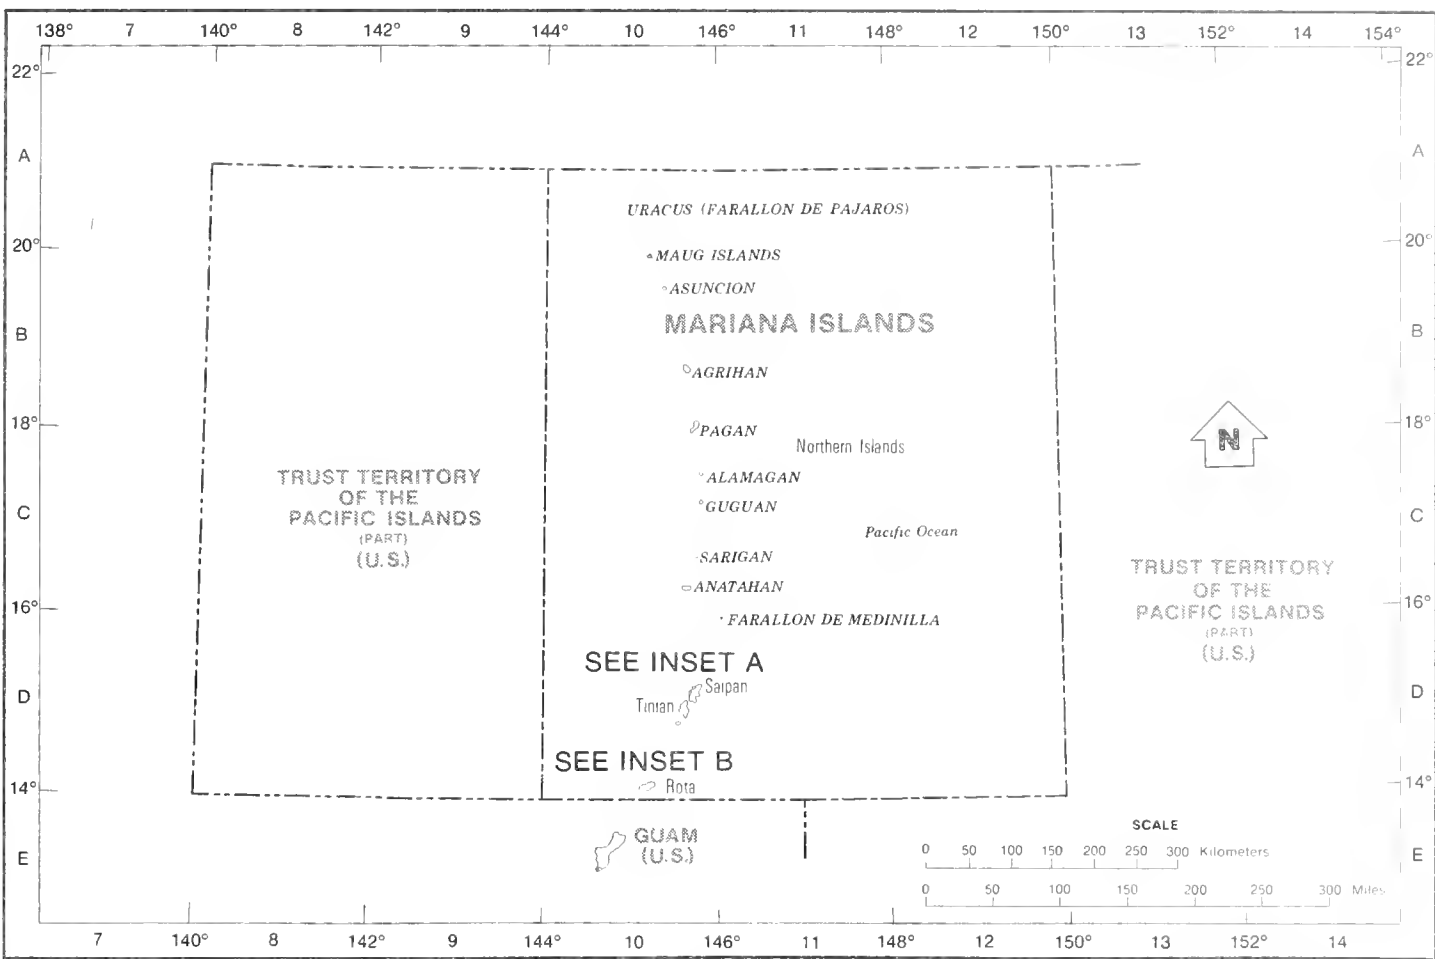 138° 7 140° 8 142° 9 144° 10 146° 11 148° 12 150° 13 152° 14 154°
22° 22°
A A
URACUS (FARALLON DE PAJAROS)
20° 20°
MAUG ISLANDS
ASUNCION
MARIANA ISLANDS
B B
AGRIHAN
18° 18°
PAGAN
N
Northern Islands
TRUST TERRITORY
OF THE
PACIFIC ISLANDS
(PART)
(U.S.)
ALAMAGAN
GUGUAN
C C
Pacific Ocean
SARIGAN
ANATAHAN
TRUST TERRITORY
OF THE
PACIFIC ISLANDS
(PART)
(U.S.)
16° 16°
FARALLON DE MEDINILLA
SEE INSET A
Saipan
D D
Tinian
SEE INSET B
14° 14°
Rota
GUAM
(U.S.)
SCALE
0 50 100 150 200 250 300 Kilometers
E E
0 50 100 150 200 250 300 Miles
7 140° 8 142° 9 144° 10 146° 11 148° 12 150° 13 152° 14